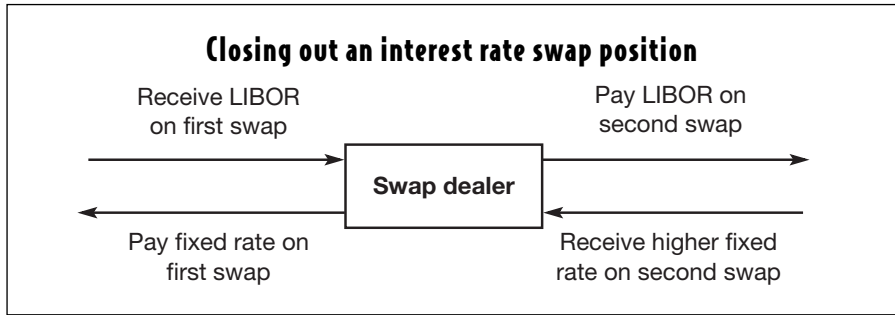 Closing out an interest rate swap position
Receive LIBOR
on first swap
Pay LIBOR on
second swap
Swap dealer
Pay fixed rate on
first swap
Receive higher fixed
rate on second swap